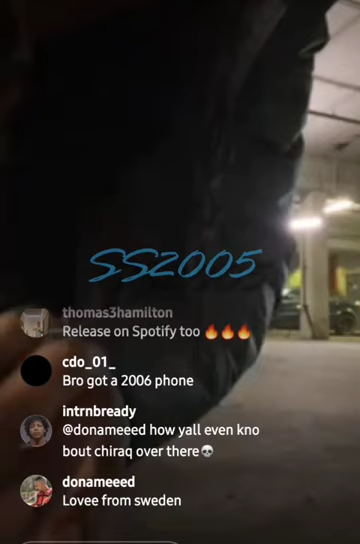 SS2005
thomas3hamilton
Release on Spotify too 🔥🔥🔥
cdo_01_
Bro got a 2006 phone
intrnbready
@donameeed how yall even kno
bout chiraq over there💀
donameeed
Lovee from sweden